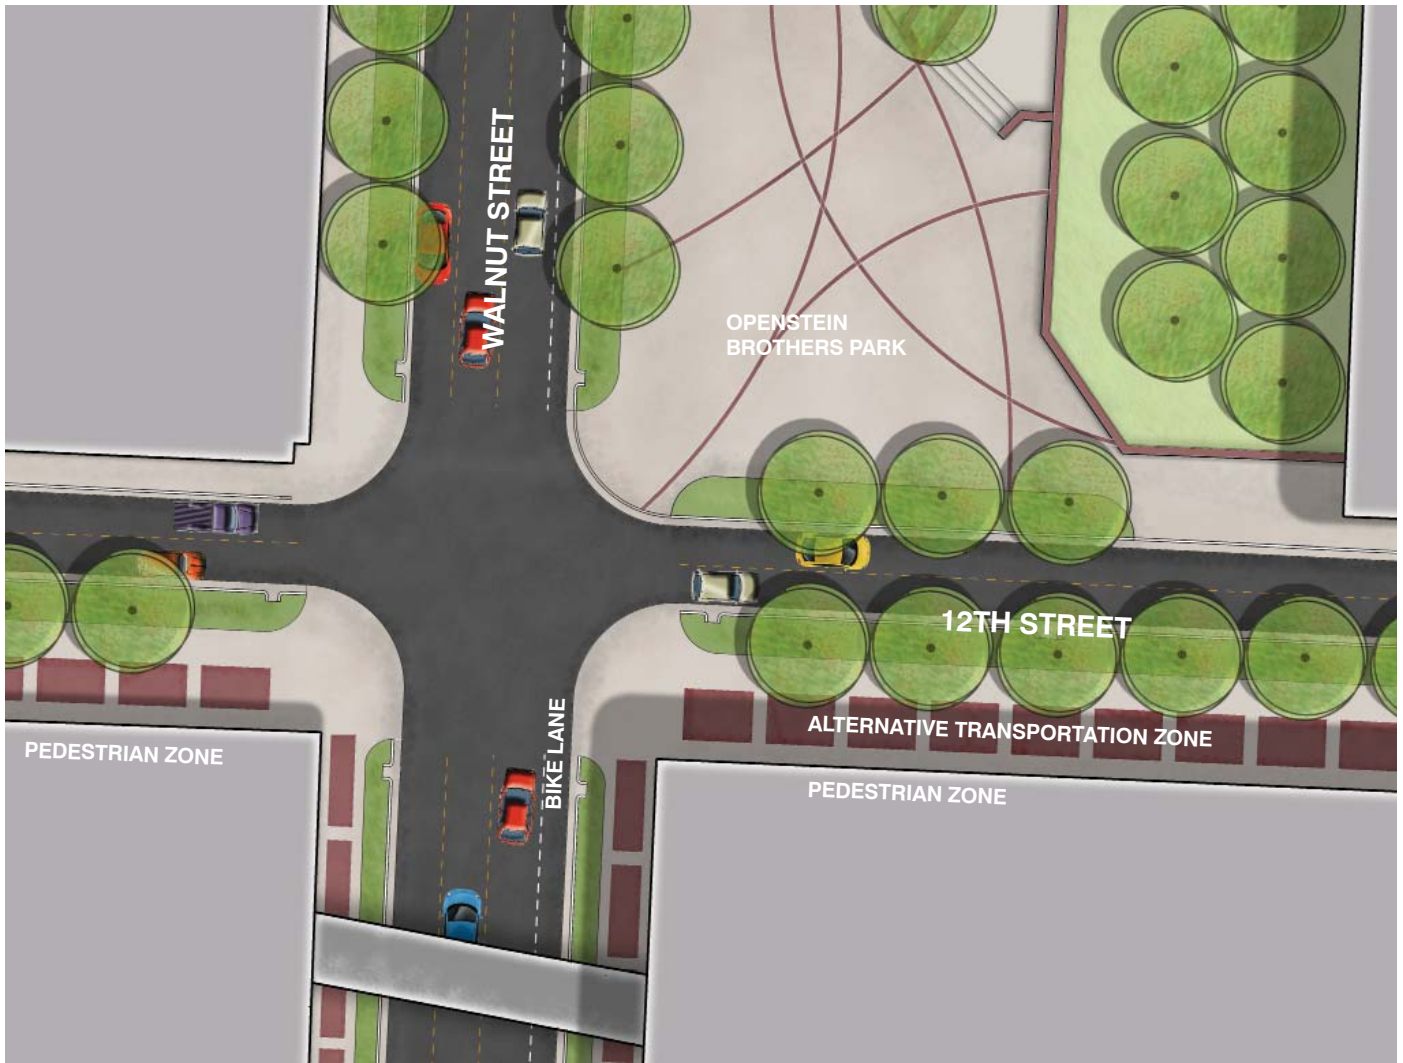 WALNUT STREET
OPENSTEIN
BROTHERS PARK
12TH STREET
ALTERNATIVE TRANSPORTATION ZONE
PEDESTRIAN ZONE
BIKE LANE
PEDESTRIAN ZONE